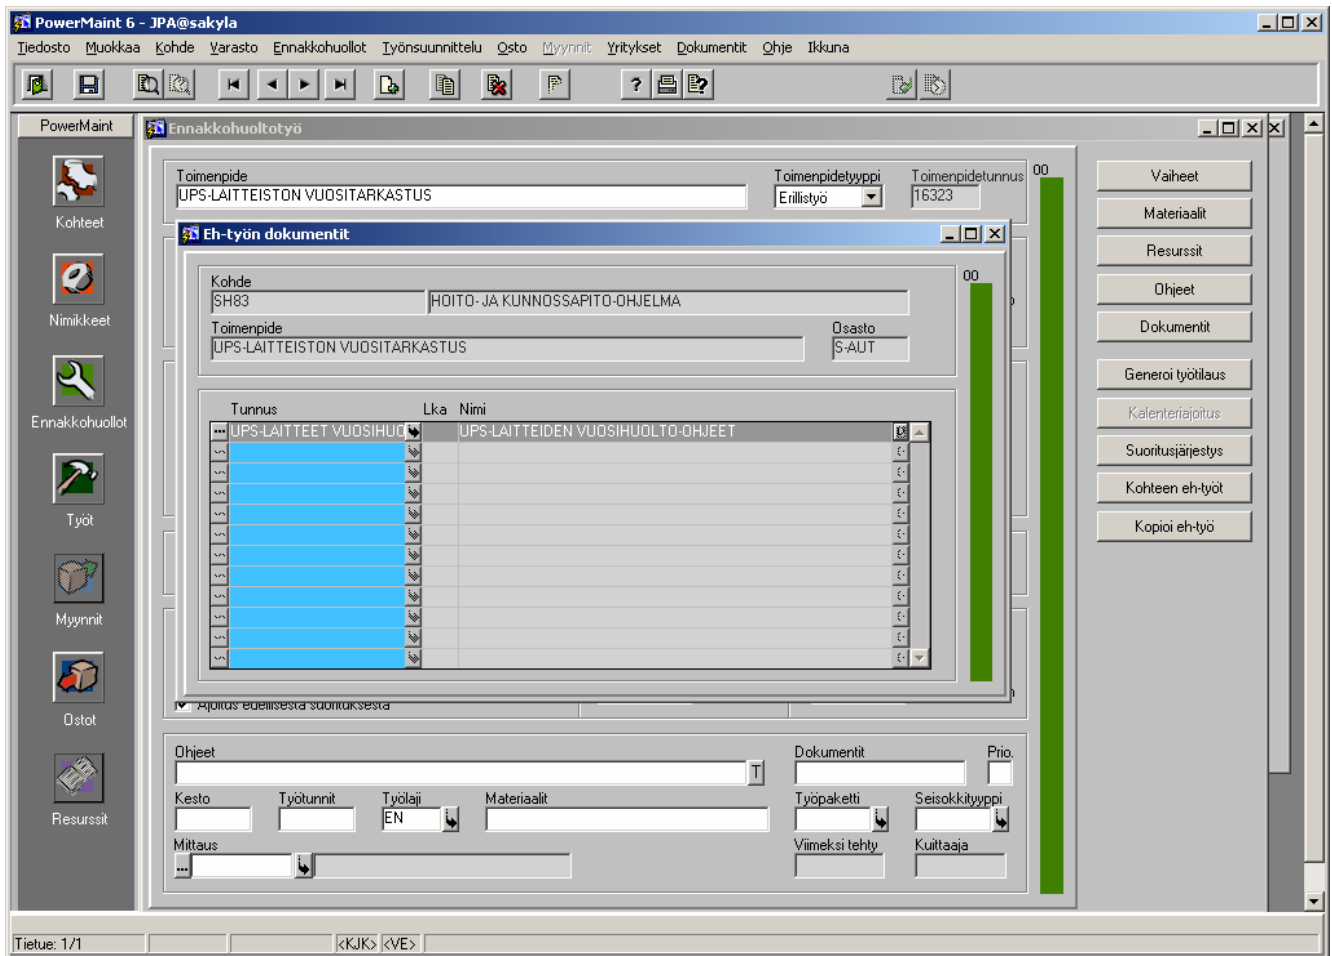 PowerMaint 6 - JPA@sakyla
Tiedosto Muokkaa Kohde Varasto Ennakkohuollot Työnsuunnittelu Osto Myynnit Yritykset Dokumentit Ohje Ikkuna
PowerMaint
Kohteet
Nimikkeet
Ennakkohuollot
Työt
Myynnit
Ostot
Resurssit
Ennakkohuoltotyö
Toimenpide Toimenpidetyyppi Toimenpidetunnus 00
UPS-LAITTEISTON VUOSITARKASTUS Erillistyö 16323
Eh-työn dokumentit
Kohde 00
SH83 HOITO- JA KUNNOSSAPITO-OHJELMA
Toimenpide Osasto
UPS-LAITTEISTON VUOSITARKASTUS S-AUT
Tunnus Lka Nimi
UPS-LAITTEET VUOSIHUO UPS-LAITTEIDEN VUOSIHUOLTO-OHJEET
Ajoitus edellisestä suorituksesta
Ohjeet Dokumentit Prio.
T
Kesto Työtunnit Työlaji Materiaalit Työpaketti Seisokkityyppi
EN
Mittaus Viimeksi tehty Kuittaaja
Vaiheet
Materiaalit
Resurssit
Ohjeet
Dokumentit
Generoi työtilaus
Kalenteriajoitus
Suoritusjärjestys
Kohteen eh-työt
Kopioi eh-työ
Tietue: 1/1 <KJK> <VE>